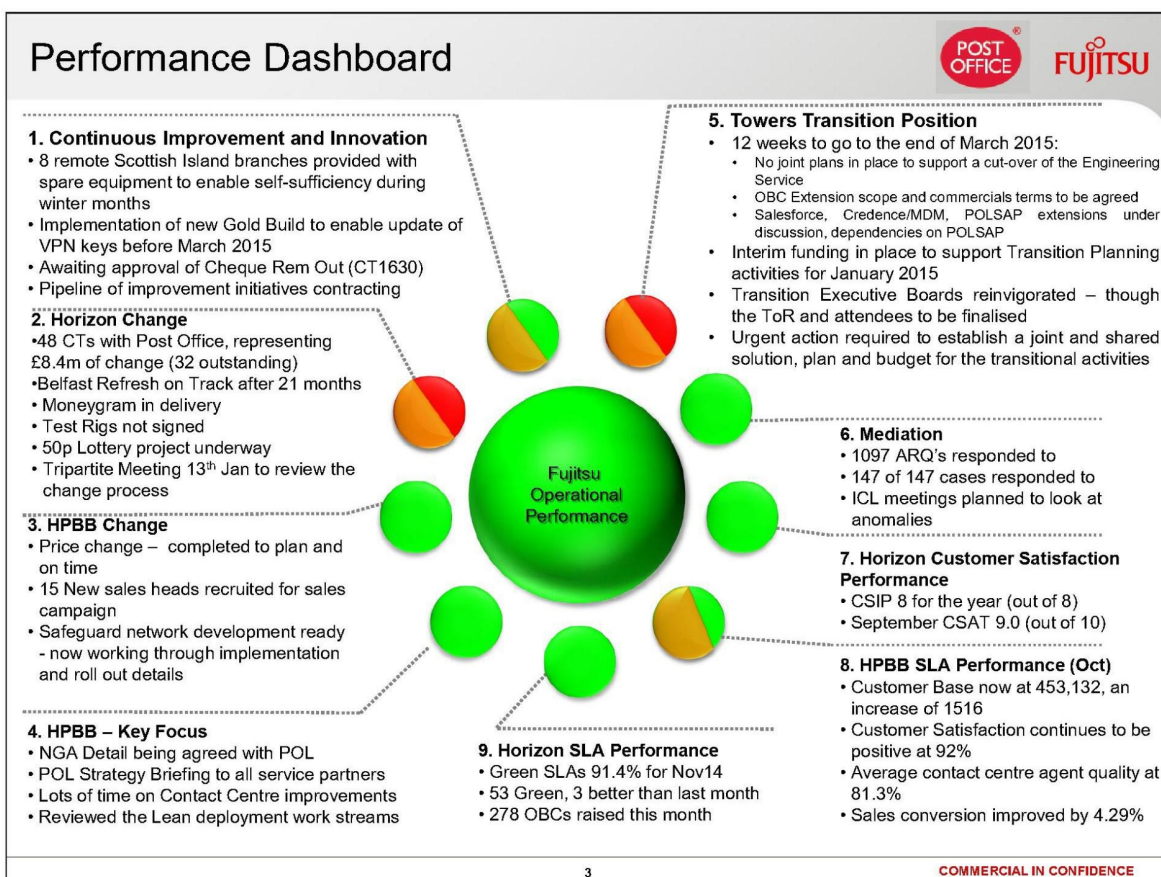 Performance Dashboard
POST
OFFICE
®
FUJITSU
1. Continuous Improvement and Innovation
• 8 remote Scottish Island branches provided with
spare equipment to enable self-sufficiency during
winter months
• Implementation of new Gold Build to enable update of
VPN keys before March 2015
• Awaiting approval of Cheque Rem Out (CT1630)
• Pipeline of improvement initiatives contracting
2. Horizon Change
•48 CTs with Post Office, representing
£8.4m of change (32 outstanding)
•Belfast Refresh on Track after 21 months
• Moneygram in delivery
• Test Rigs not signed
• 50p Lottery project underway
• Tripartite Meeting 13th Jan to review the
change process
3. HPBB Change
• Price change – completed to plan and
on time
• 15 New sales heads recruited for sales
campaign
• Safeguard network development ready
- now working through implementation
and roll out details
4. HPBB – Key Focus
• NGA Detail being agreed with POL
• POL Strategy Briefing to all service partners
• Lots of time on Contact Centre improvements
• Reviewed the Lean deployment work streams
Fujitsu
Operational
Performance
5. Towers Transition Position
• 12 weeks to go to the end of March 2015:
• No joint plans in place to support a cut-over of the Engineering
Service
• OBC Extension scope and commercials terms to be agreed
• Salesforce, Credence/MDM, POLSAP extensions under
discussion, dependencies on POLSAP
• Interim funding in place to support Transition Planning
activities for January 2015
• Transition Executive Boards reinvigorated – though
the ToR and attendees to be finalised
• Urgent action required to establish a joint and shared
solution, plan and budget for the transitional activities
6. Mediation
• 1097 ARQ's responded to
• 147 of 147 cases responded to
• ICL meetings planned to look at
anomalies
7. Horizon Customer Satisfaction
Performance
• CSIP 8 for the year (out of 8)
• September CSAT 9.0 (out of 10)
8. HPBB SLA Performance (Oct)
• Customer Base now at 453,132, an
increase of 1516
• Customer Satisfaction continues to be
positive at 92%
• Average contact centre agent quality at
81.3%
• Sales conversion improved by 4.29%
9. Horizon SLA Performance
• Green SLAs 91.4% for Nov14
• 53 Green, 3 better than last month
• 278 OBCs raised this month
3
COMMERCIAL IN CONFIDENCE